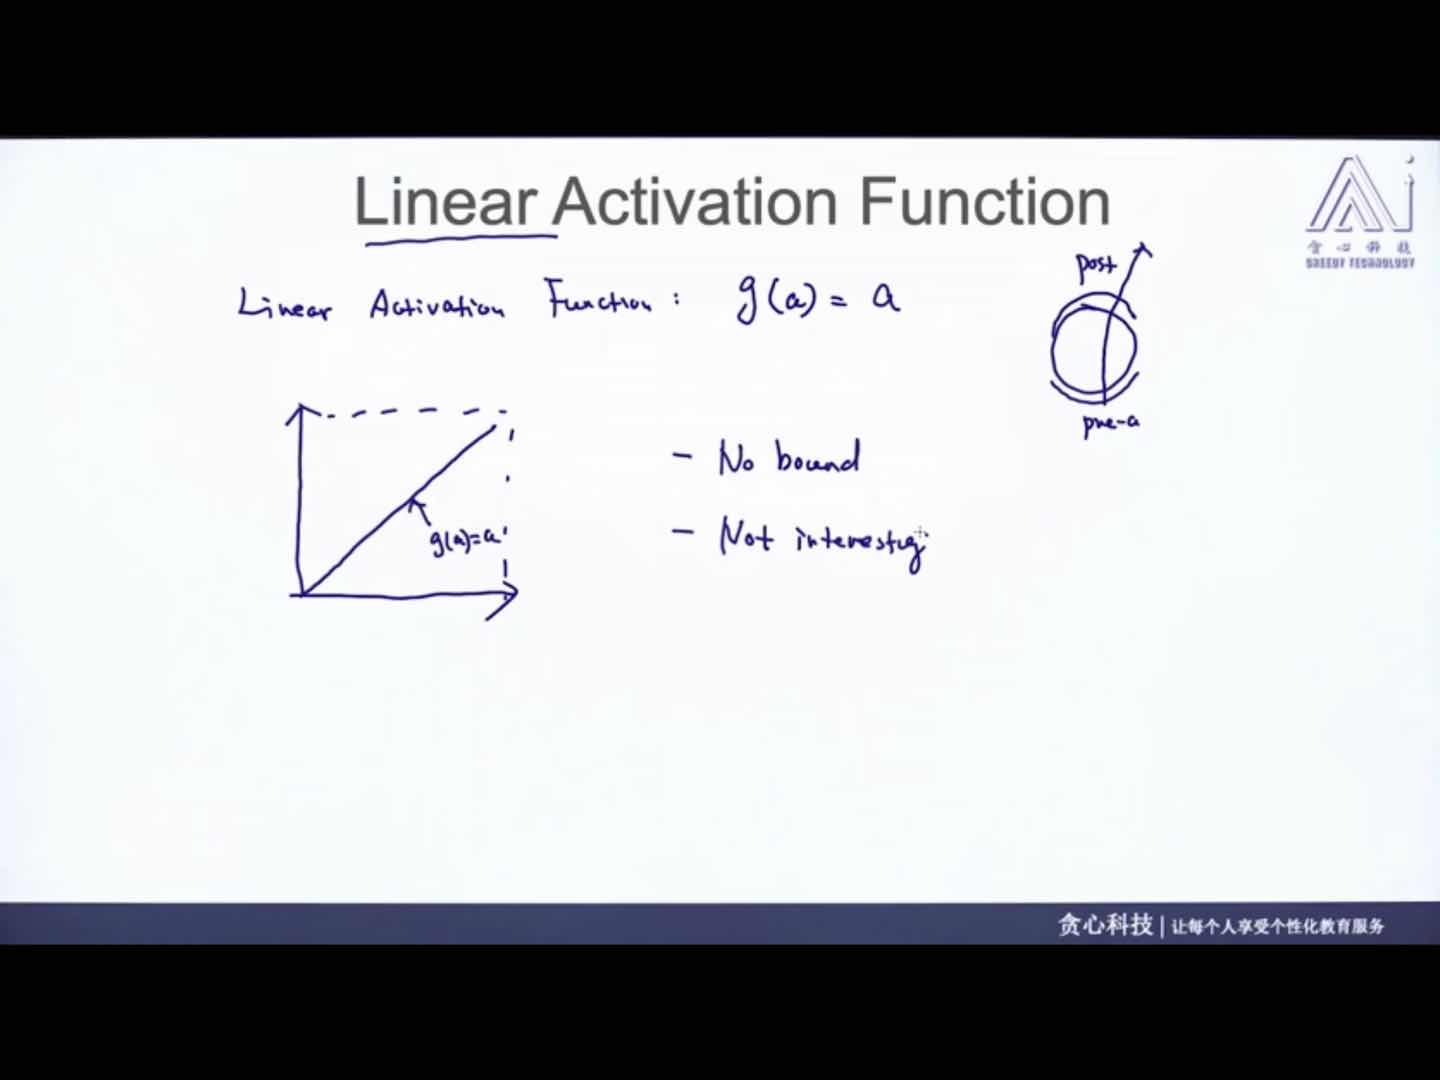 Linear Activation Function
贪心科技
GREEDY TECHNOLOGY
post
Linear Activation Function : g(a) = a
pre-a
- No bound
g(a)=a
- Not interestig
贪心科技 | 让每个人享受个性化教育服务